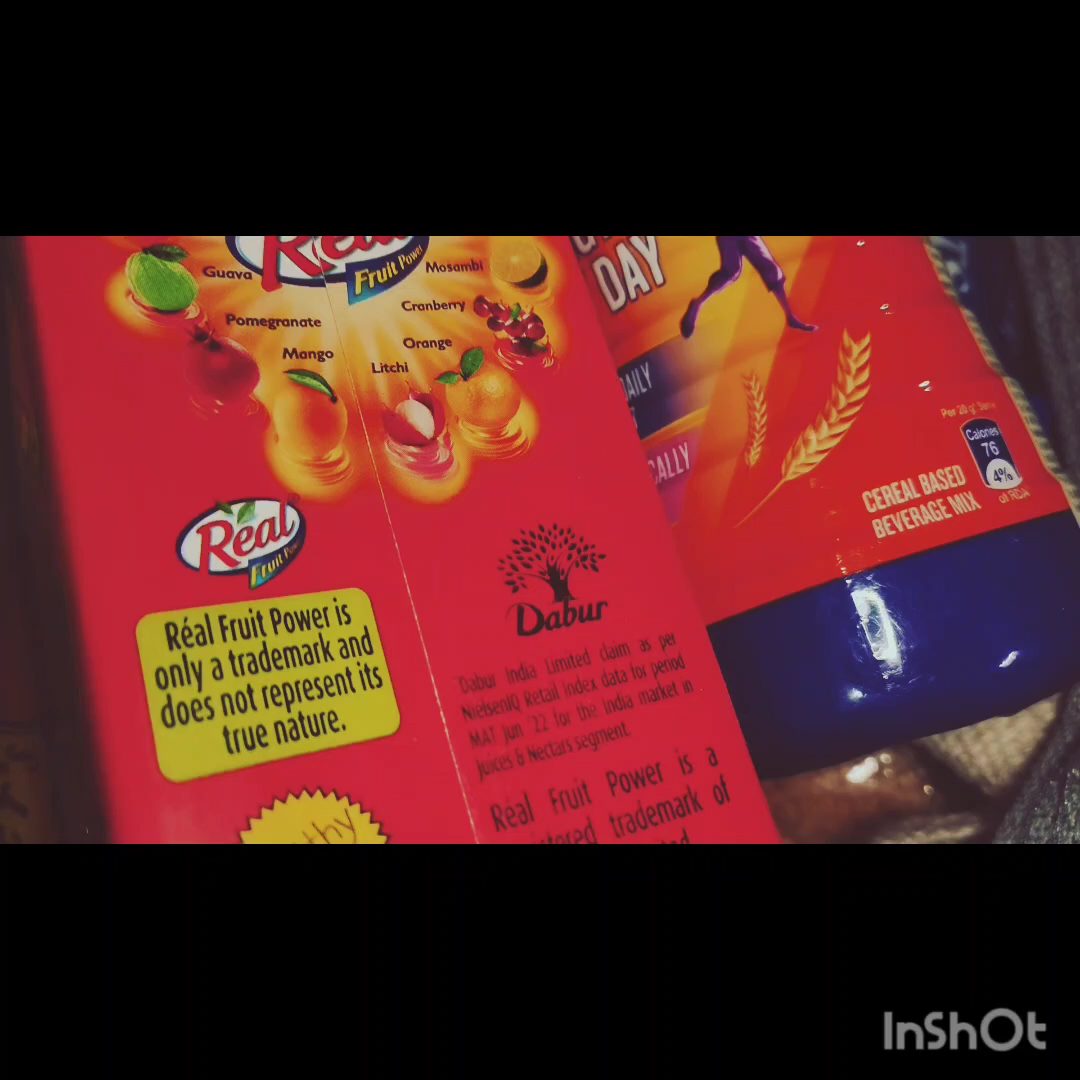 Real
Fruit Power
Guava
Mosambi
Pomegranate
Cranberry
Mango
Orange
Litchi
Real
Fruit
Réal Fruit Power is
only a trademark and
does not represent its
true nature.
Dabur
Dabur India Limited claim as per
NielsenIQ Retail index data for period
MAT Jun '22 for the India market in
Juices & Nectars segment.
Réal Fruit Power is a
trademark of
DAY
Per 20 g* Serve
Calories
76
4%
of RDA
CEREAL BASED
BEVERAGE MIX
InShOt